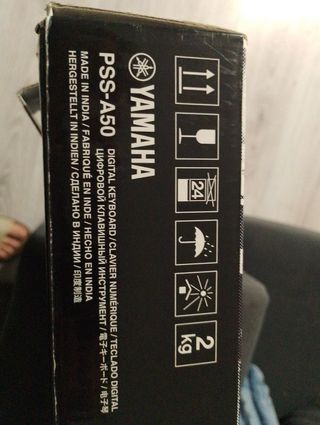 YAMAHA
PSS-A50
DIGITAL KEYBOARD / CLAVIER NUMÉRIQUE / TECLADO DIGITAL
ЦИФРОВОЙ КЛАВИШНЫЙ ИНСТРУМЕНТ / 電子キーボード / 电子琴
MADE IN INDIA / FABRIQUÉ EN INDE / HECHO EN INDIA
HERGESTELLT IN INDIEN / СДЕЛАНО В ИНДИИ / 印度制造
24
2
kg